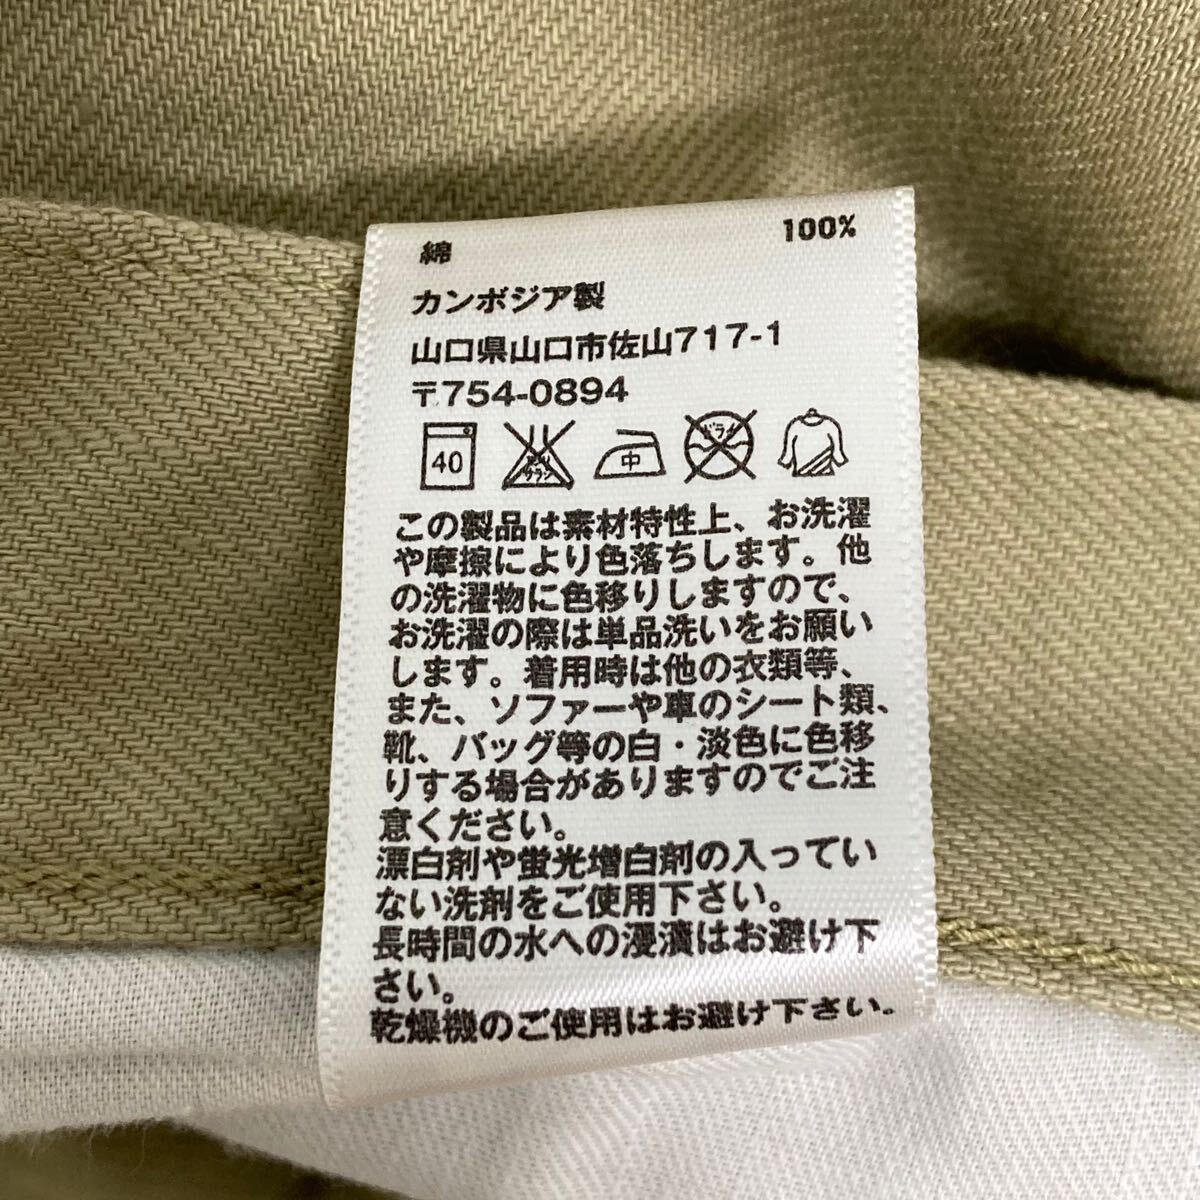 綿 100%
カンボジア製
山口県山口市佐山717-1
〒754-0894
40
エンソ
サラシ
中
ドライ
この製品は素材特性上、お洗濯
や摩擦により色落ちします。他
の洗濯物に色移りしますので、
お洗濯の際は単品洗いをお願い
します。着用時は他の衣類等、
また、ソファーや車のシート類、
靴、バッグ等の白・淡色に色移
りする場合がありますのでご注
意ください。
漂白剤や蛍光増白剤の入ってい
ない洗剤をご使用下さい。
長時間の水への浸漬はお避け下
さい。
乾燥機のご使用はお避け下さい。